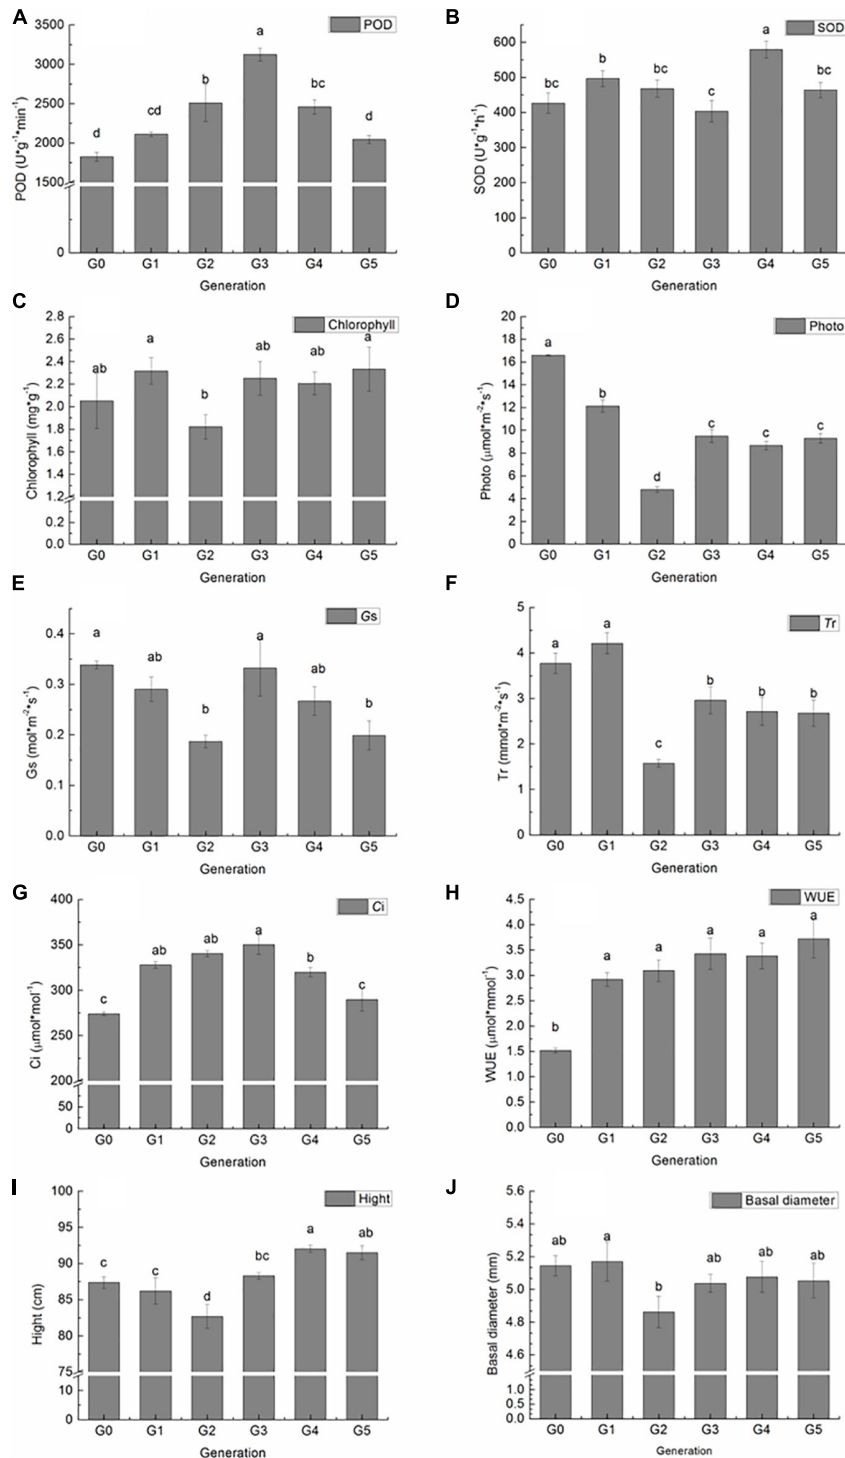 A
POD
POD (U•g⁻¹•min⁻¹)
3500
3000
2500
2000
1500
0
d
cd
b
a
bc
d
G0 G1 G2 G3 G4 G5
Generation
B
SOD
SOD (U•g⁻¹•h⁻¹)
600
500
400
300
200
100
0
bc
b
bc
c
a
bc
G0 G1 G2 G3 G4 G5
Generation
C
Chlorophyll
Chlorophyll (mg•g⁻¹)
2.8
2.6
2.4
2.2
2.0
1.8
1.6
1.4
1.2
0.4
0.2
0.0
ab
a
b
ab
ab
a
G0 G1 G2 G3 G4 G5
Generation
D
Photo
Photo (μmol•m⁻²•s⁻¹)
20
18
16
14
12
10
8
6
4
2
0
a
b
d
c
c
c
G0 G1 G2 G3 G4 G5
Generation
E
Gs
Gs (mol•m⁻²•s⁻¹)
0.4
0.3
0.2
0.1
0.0
a
ab
b
a
ab
b
G0 G1 G2 G3 G4 G5
Generation
F
Tr
Tr (mmol•m⁻²•s⁻¹)
5
4
3
2
1
0
a
a
c
b
b
b
G0 G1 G2 G3 G4 G5
Generation
G
Ci
Ci (μmol•mol⁻¹)
400
350
300
250
200
50
0
c
ab
ab
a
b
c
G0 G1 G2 G3 G4 G5
Generation
H
WUE
WUE (μmol•mmol⁻¹)
4.5
4.0
3.5
3.0
2.5
2.0
1.5
1.0
0.5
0.0
b
a
a
a
a
a
G0 G1 G2 G3 G4 G5
Generation
I
Hight
Hight (cm)
100
95
90
85
80
75
10
0
c
c
d
bc
a
ab
G0 G1 G2 G3 G4 G5
Generation
J
Basal diameter
Basal diameter (mm)
5.6
5.4
5.2
5.0
4.8
4.6
1.0
0.5
0.0
ab
a
b
ab
ab
ab
G0 G1 G2 G3 G4 G5
Generation